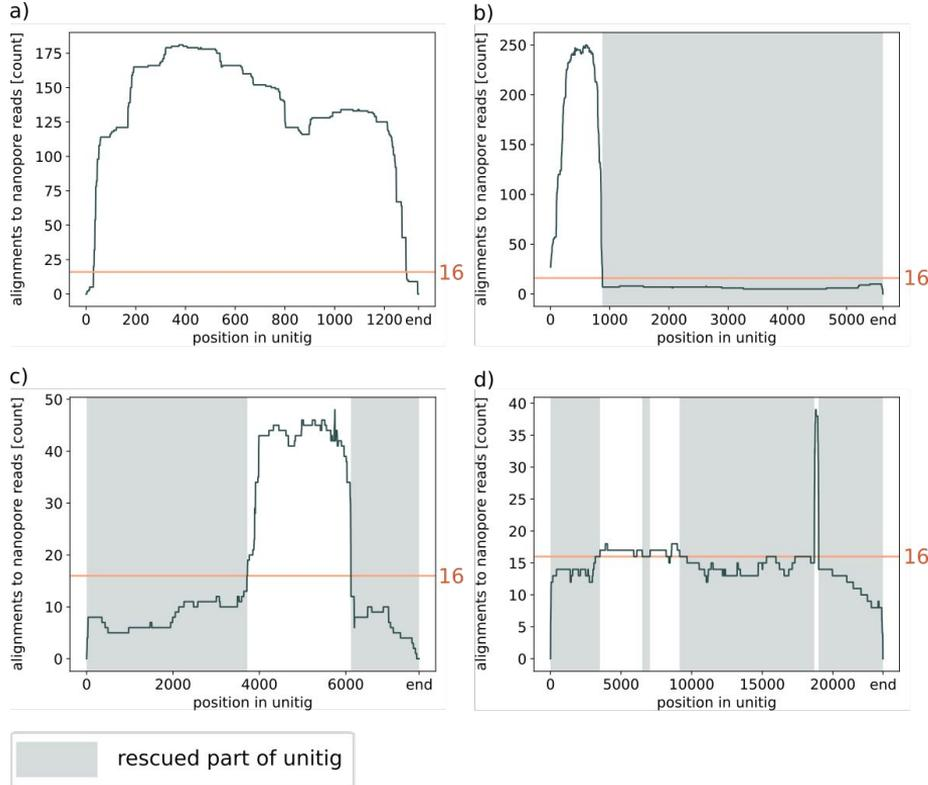 a)
alignments to nanopore reads [count]
175
150
125
100
75
50
25
0
16
0 200 400 600 800 1000 1200 end
position in unitig
b)
alignments to nanopore reads [count]
250
200
150
100
50
0
16
0 1000 2000 3000 4000 5000 end
position in unitig
c)
alignments to nanopore reads [count]
50
40
30
20
10
0
16
0 2000 4000 6000 end
position in unitig
d)
alignments to nanopore reads [count]
40
35
30
25
20
15
10
5
0
16
0 5000 10000 15000 20000 end
position in unitig
rescued part of unitig